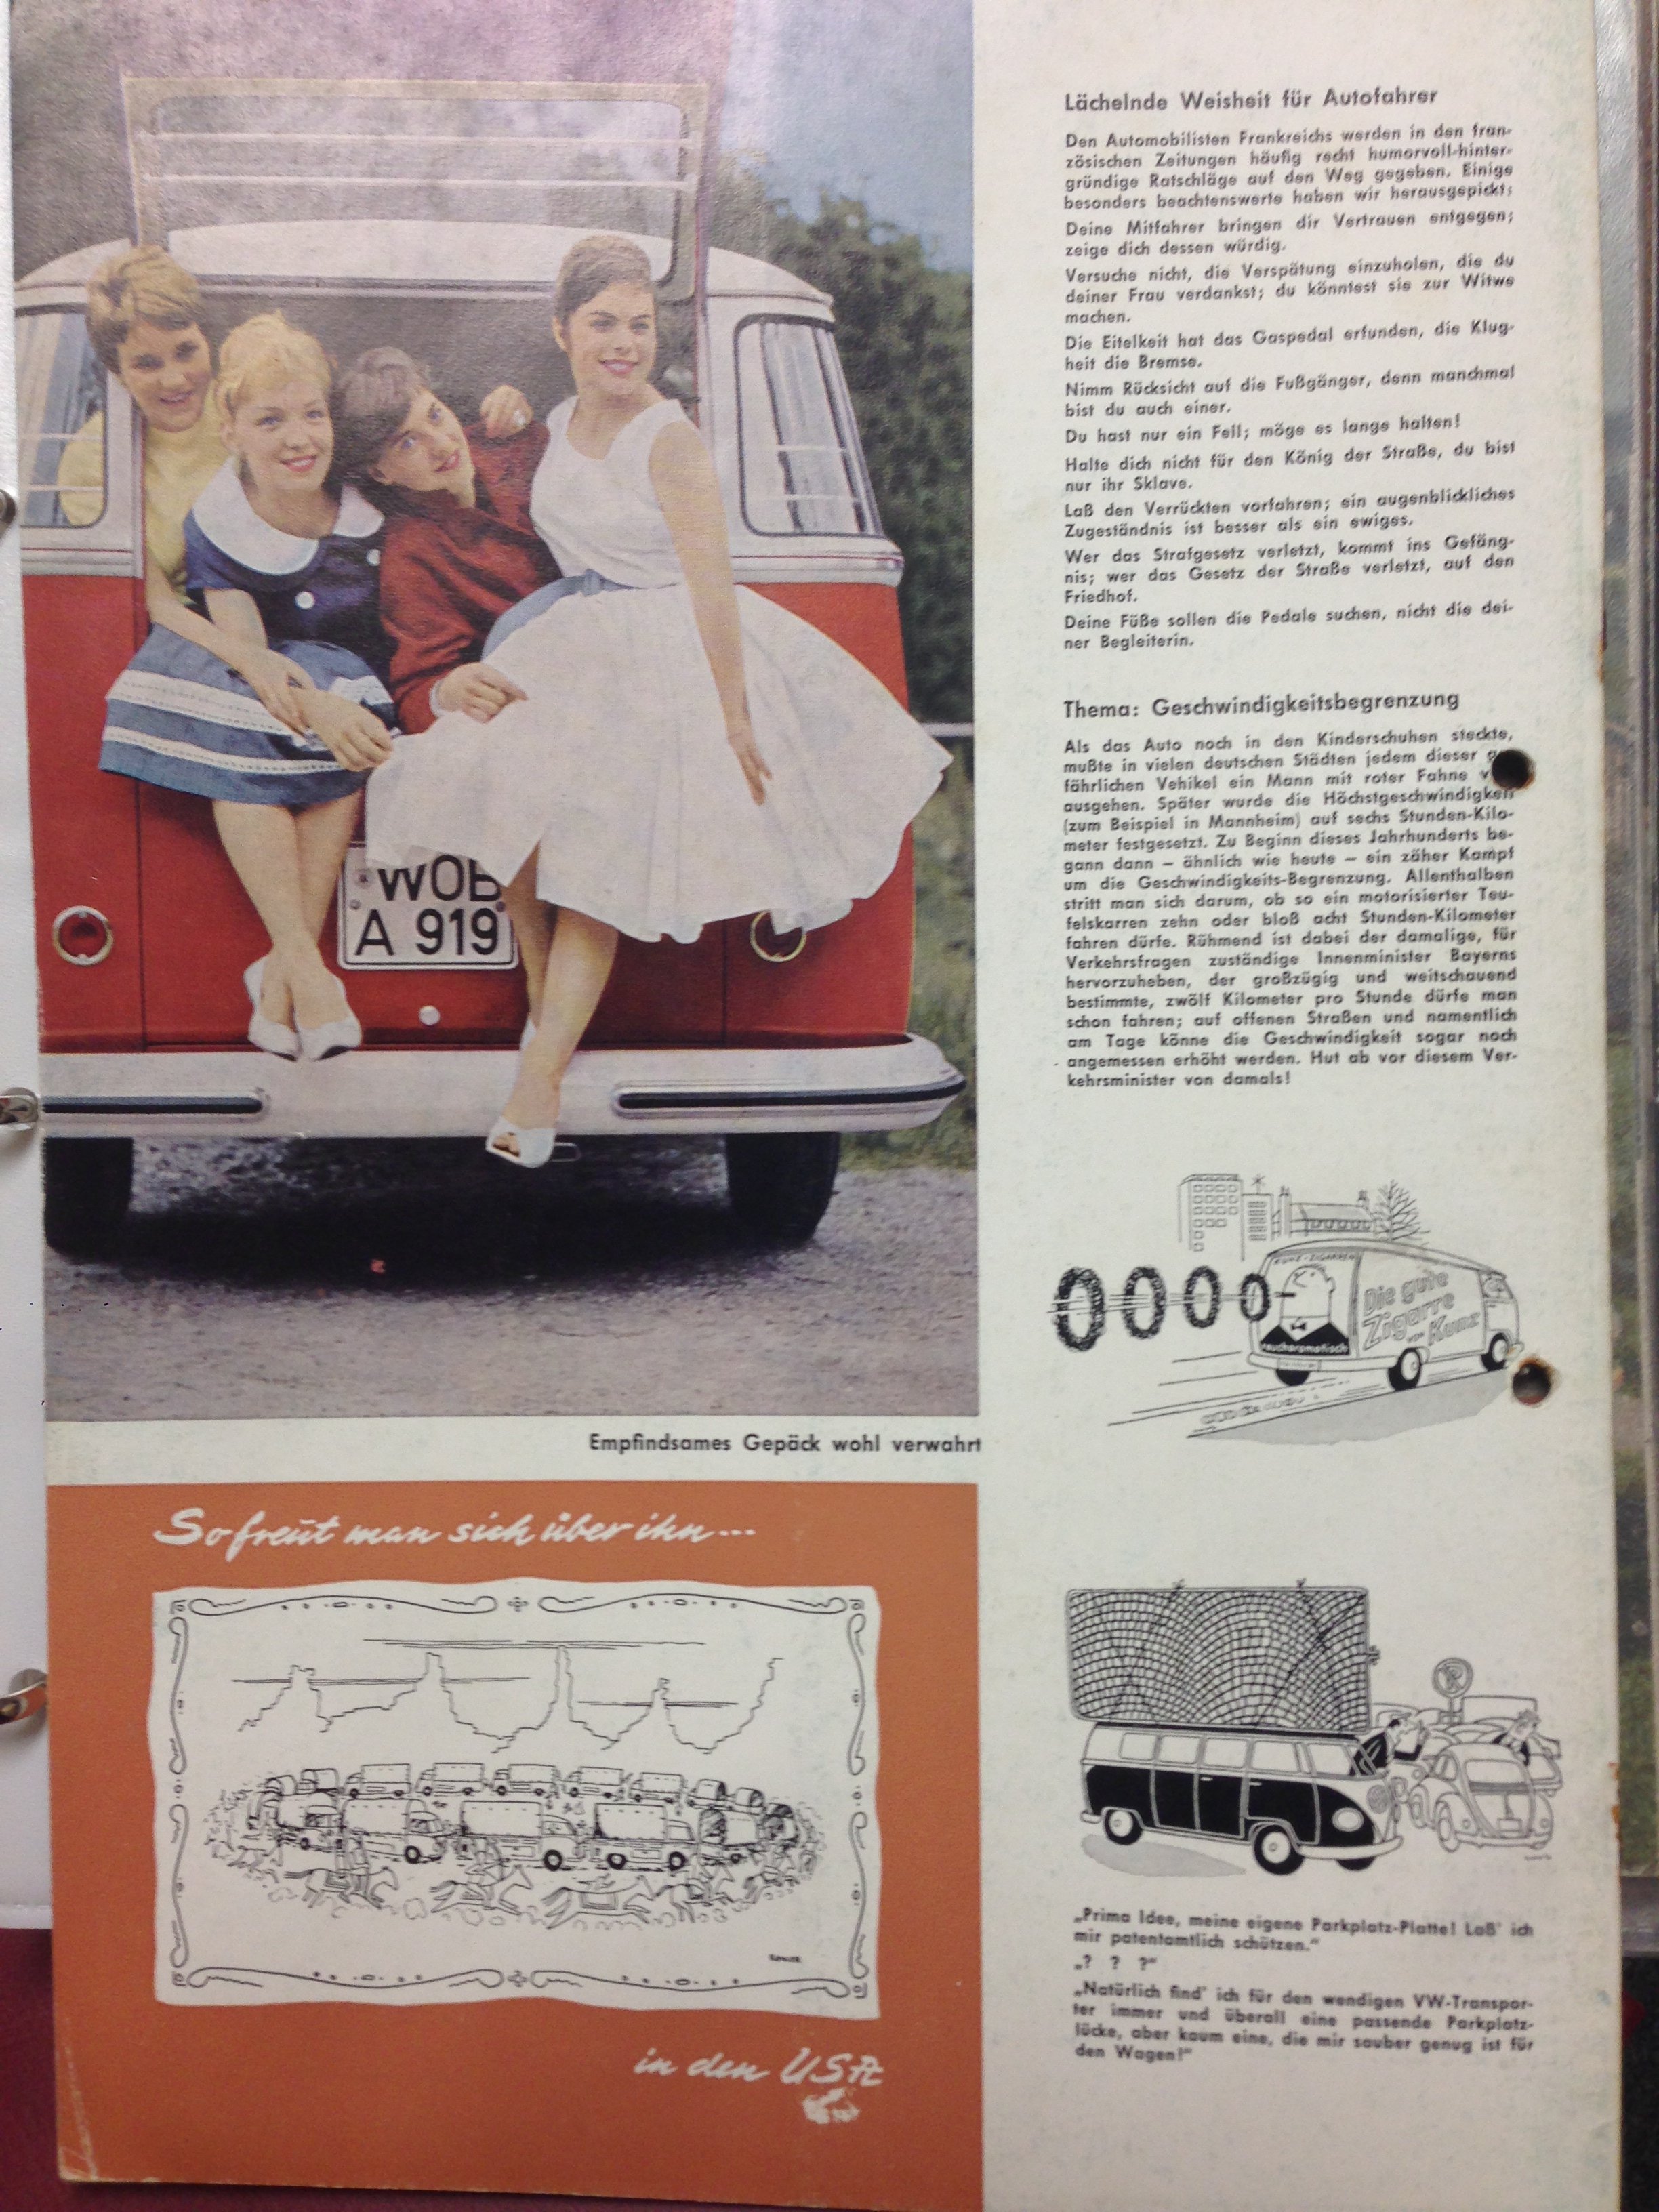 WOB
A 919
Empfindsames Gepäck wohl verwahrt
So freut man sich über ihn...
in den USA
Lächelnde Weisheit für Autofahrer
Den Automobilisten Frankreichs werden in den fran-
zösischen Zeitungen häufig recht humorvoll-hinter-
gründige Ratschläge auf den Weg gegeben. Einige
besonders beachtenswerte haben wir herausgepickt:
Deine Mitfahrer bringen dir Vertrauen entgegen;
zeige dich dessen würdig.
Versuche nicht, die Verspätung einzuholen, die du
deiner Frau verdankst; du könntest sie zur Witwe
machen.
Die Eitelkeit hat das Gaspedal erfunden, die Klug-
heit die Bremse.
Nimm Rücksicht auf die Fußgänger, denn manchmal
bist du auch einer.
Du hast nur ein Fell; möge es lange halten!
Halte dich nicht für den König der Straße, du bist
nur ihr Sklave.
Laß den Verrückten vorfahren; ein augenblickliches
Zugeständnis ist besser als ein ewiges.
Wer das Strafgesetz verletzt, kommt ins Gefäng-
nis; wer das Gesetz der Straße verletzt, auf den
Friedhof.
Deine Füße sollen die Pedale suchen, nicht die dei-
ner Begleiterin.
Thema: Geschwindigkeitsbegrenzung
Als das Auto noch in den Kinderschuhen steckte,
mußte in vielen deutschen Städten jedem dieser
fährlichen Vehikel ein Mann mit roter Fahne
ausgehen. Später wurde die Höchstgeschwindigkeit
(zum Beispiel in Mannheim) auf sechs Stunden-Kilo-
meter festgesetzt. Zu Beginn dieses Jahrhunderts be-
gann dann – ähnlich wie heute – ein zäher Kampf
um die Geschwindigkeits-Begrenzung. Allenthalben
stritt man sich darum, ob so ein motorisierter Teu-
felskarren zehn oder bloß acht Stunden-Kilometer
fahren dürfe. Rühmend ist dabei der damalige, für
Verkehrsfragen zuständige Innenminister Bayerns
hervorzuheben, der großzügig und weitschauend
bestimmte, zwölf Kilometer pro Stunde dürfe man
schon fahren; auf offenen Straßen und namentlich
am Tage könne die Geschwindigkeit sogar noch
angemessen erhöht werden. Hut ab vor diesem Ver-
kehrsminister von damals!
Die gute
Zigarre
von Kunz
raucharomatisch
„Prima Idee, meine eigene Parkplatz-Platte! Laß' ich
mir patentamtlich schützen.“
„? ? ?“
„Natürlich find' ich für den wendigen VW-Transpor-
ter immer und überall eine passende Parkplatz-
lücke, aber kaum eine, die mir sauber genug ist für
den Wagen!“